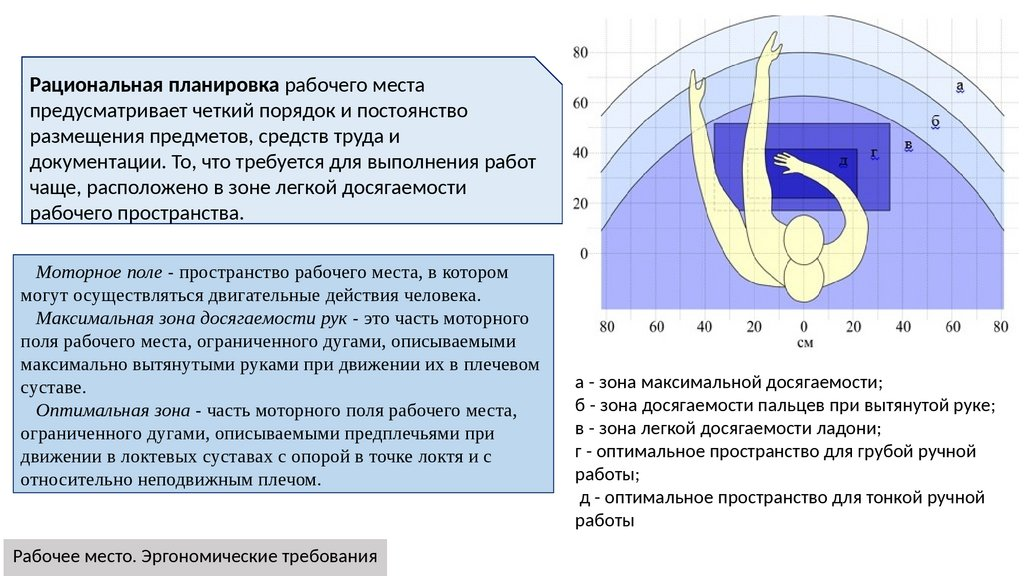 Рациональная планировка рабочего места
предусматривает четкий порядок и постоянство
размещения предметов, средств труда и
документации. То, что требуется для выполнения работ
чаще, расположено в зоне легкой досягаемости
рабочего пространства.
Моторное поле - пространство рабочего места, в котором
могут осуществляться двигательные действия человека.
Максимальная зона досягаемости рук - это часть моторного
поля рабочего места, ограниченного дугами, описываемыми
максимально вытянутыми руками при движении их в плечевом
суставе.
Оптимальная зона - часть моторного поля рабочего места,
ограниченного дугами, описываемыми предплечьями при
движении в локтевых суставах с опорой в точке локтя и с
относительно неподвижным плечом.
Рабочее место. Эргономические требования
80
60
40
20
0
а
б
в
г
д
80 60 40 20 0 20 40 60 80
см
а - зона максимальной досягаемости;
б - зона досягаемости пальцев при вытянутой руке;
в - зона легкой досягаемости ладони;
г - оптимальное пространство для грубой ручной
работы;
д - оптимальное пространство для тонкой ручной
работы